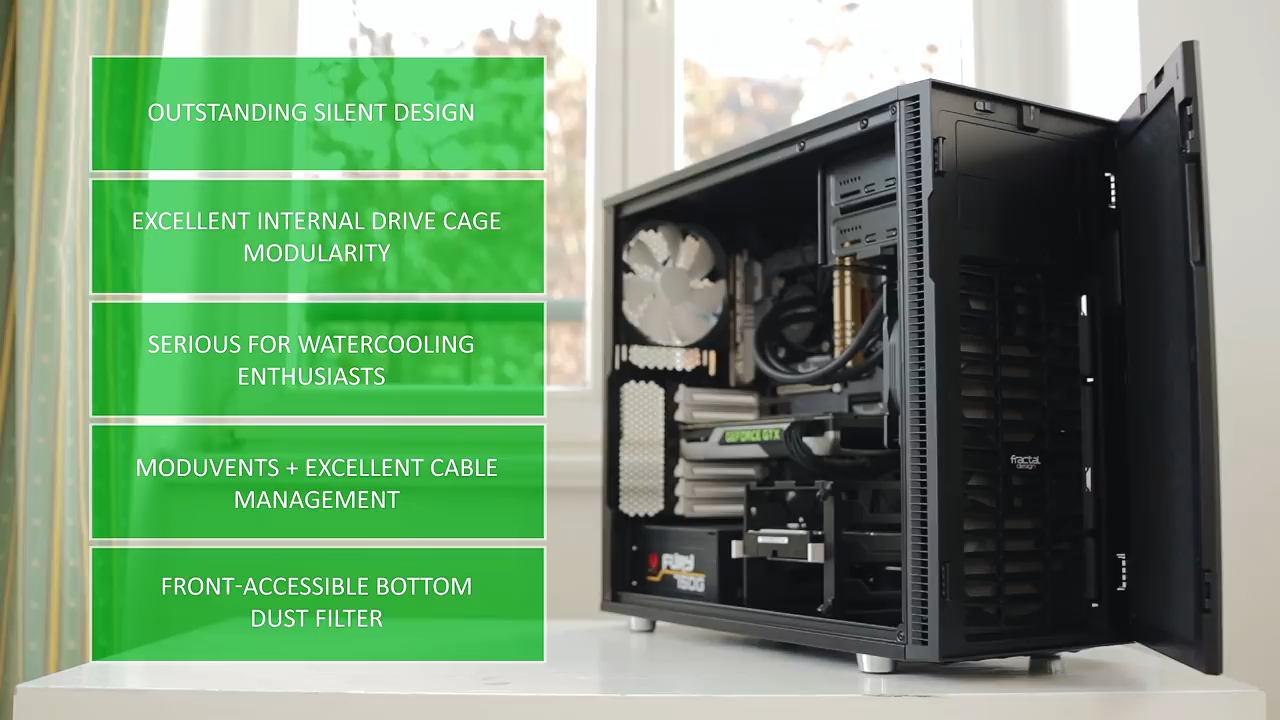 OUTSTANDING SILENT DESIGN
EXCELLENT INTERNAL DRIVE CAGE
MODULARITY
SERIOUS FOR WATERCOOLING
ENTHUSIASTS
MODUVENTS + EXCELLENT CABLE
MANAGEMENT
FRONT-ACCESSIBLE BOTTOM
DUST FILTER
GEFORCE GTX
fractal
design
FURY